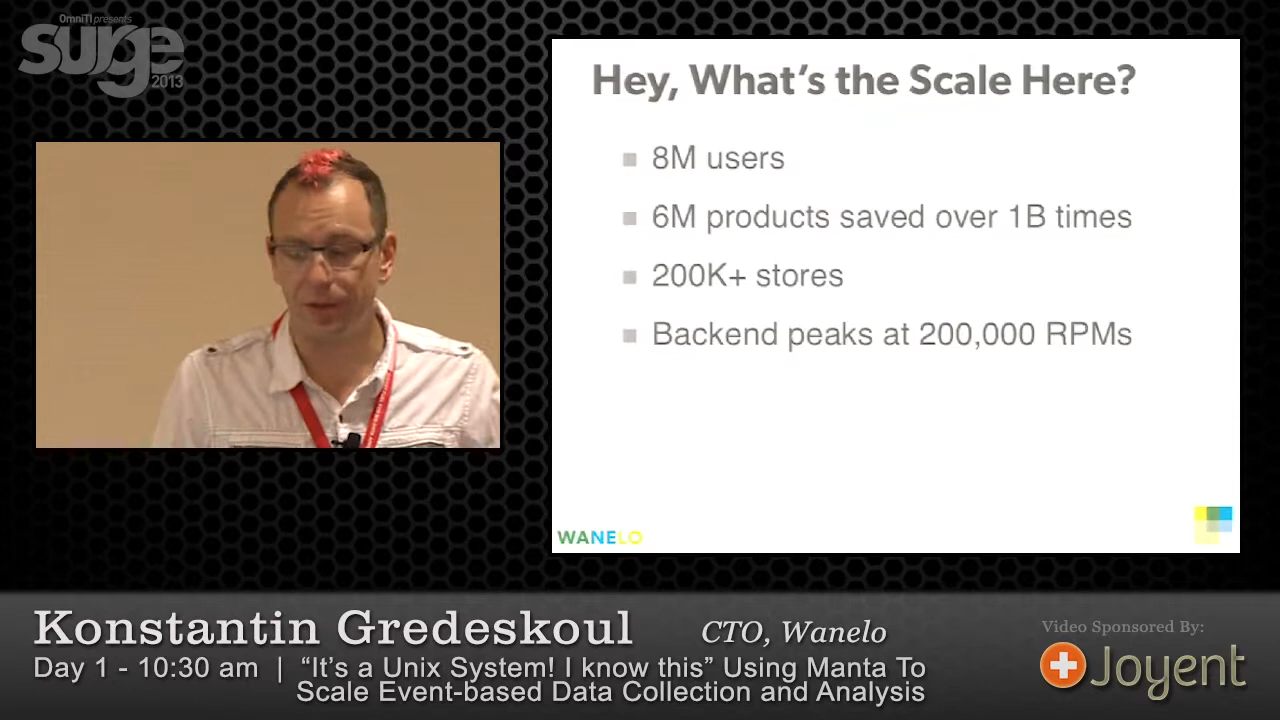 OmniTI presents
surge
2013
Hey, What's the Scale Here?
8M users
6M products saved over 1B times
200K+ stores
Backend peaks at 200,000 RPMs
WANELO
Konstantin Gredeskoul
CTO, Wanelo
Day 1 - 10:30 am | “It's a Unix System! I know this” Using Manta To
Scale Event-based Data Collection and Analysis
Video Sponsored By:
Joyent